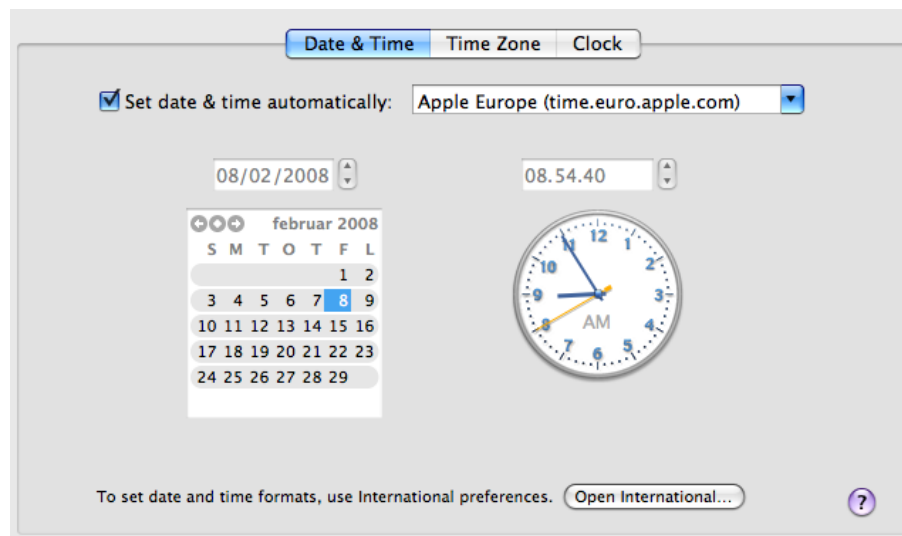 Date & Time Time Zone Clock
Set date & time automatically: Apple Europe (time.euro.apple.com)
08/02/2008 08.54.40
februar 2008
S M T O T F L
1 2
3 4 5 6 7 8 9
10 11 12 13 14 15 16
17 18 19 20 21 22 23
24 25 26 27 28 29
12
11 1
10 2
9 3
AM
8 4
7 5
6
To set date and time formats, use International preferences. Open International...
?